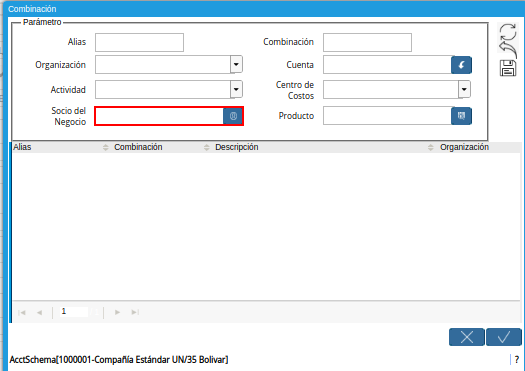 Combinación
Parámetro
Alias
Combinación
Organización
Cuenta
Actividad
Centro de
Costos
Socio del
Negocio
Producto
Alias Combinación Descripción Organización
1
AcctSchema[1000001-Compañía Estándar UN/35 Bolivar] ?